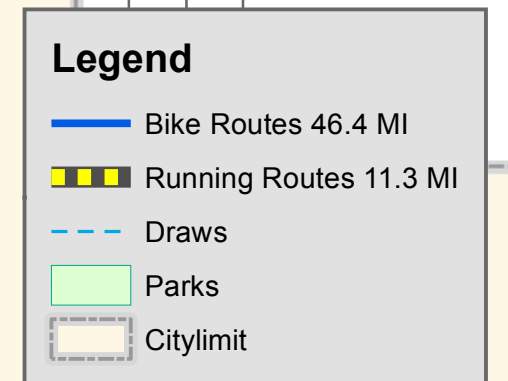 Legend
Bike Routes 46.4 MI
Running Routes 11.3 MI
Draws
Parks
Citylimit